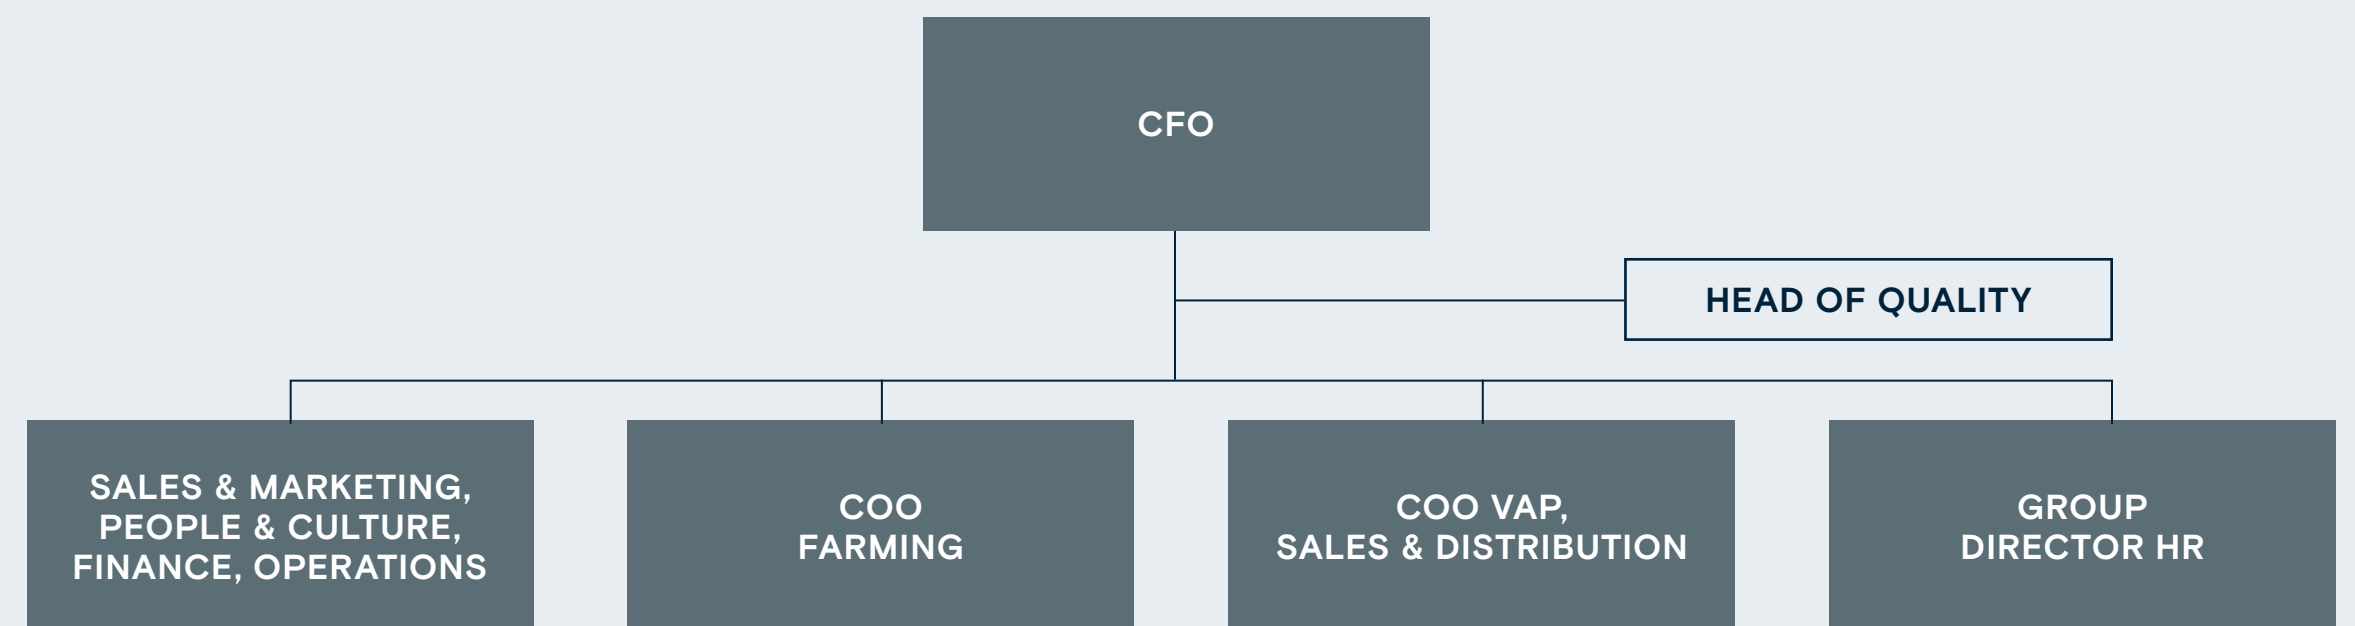 CFO
HEAD OF QUALITY
SALES & MARKETING,
PEOPLE & CULTURE,
FINANCE, OPERATIONS
COO
FARMING
COO VAP,
SALES & DISTRIBUTION
GROUP
DIRECTOR HR